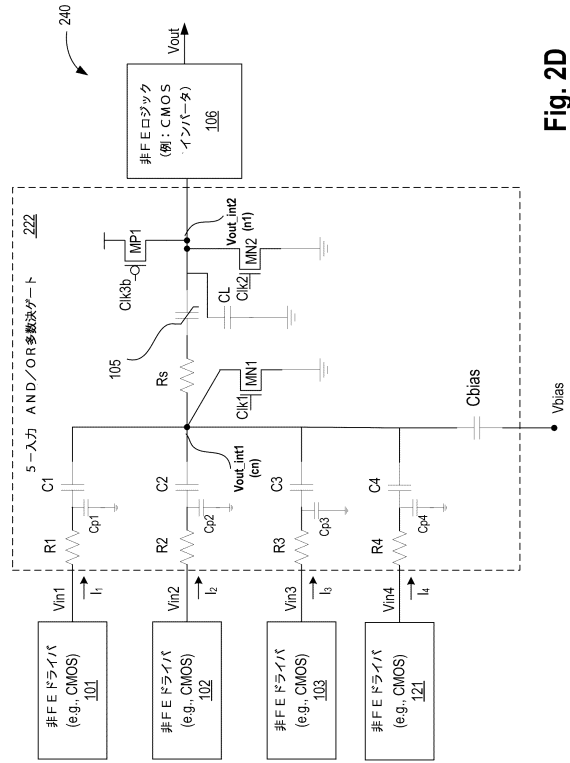 240
Vout
非FEロジック
(例:CMOS
インバータ)
106
222
5-入力 AND/OR多数決ゲート
MP1
Clk3b
Vout_int2
(n1)
MN2
Clk2
CL
105
Rs
MN1
Clk1
Vout_int1
(cn)
Cbias
Vbias
C1
Cp1
R1
C2
Cp2
R2
C3
Cp3
R3
C4
Cp4
R4
Vin1
I1
Vin2
I2
Vin3
I3
Vin4
I4
非FEドライバ
(e.g., CMOS)
101
非FEドライバ
(e.g., CMOS)
102
非FEドライバ
(e.g., CMOS)
103
非FEドライバ
(e.g., CMOS)
121
Fig. 2D